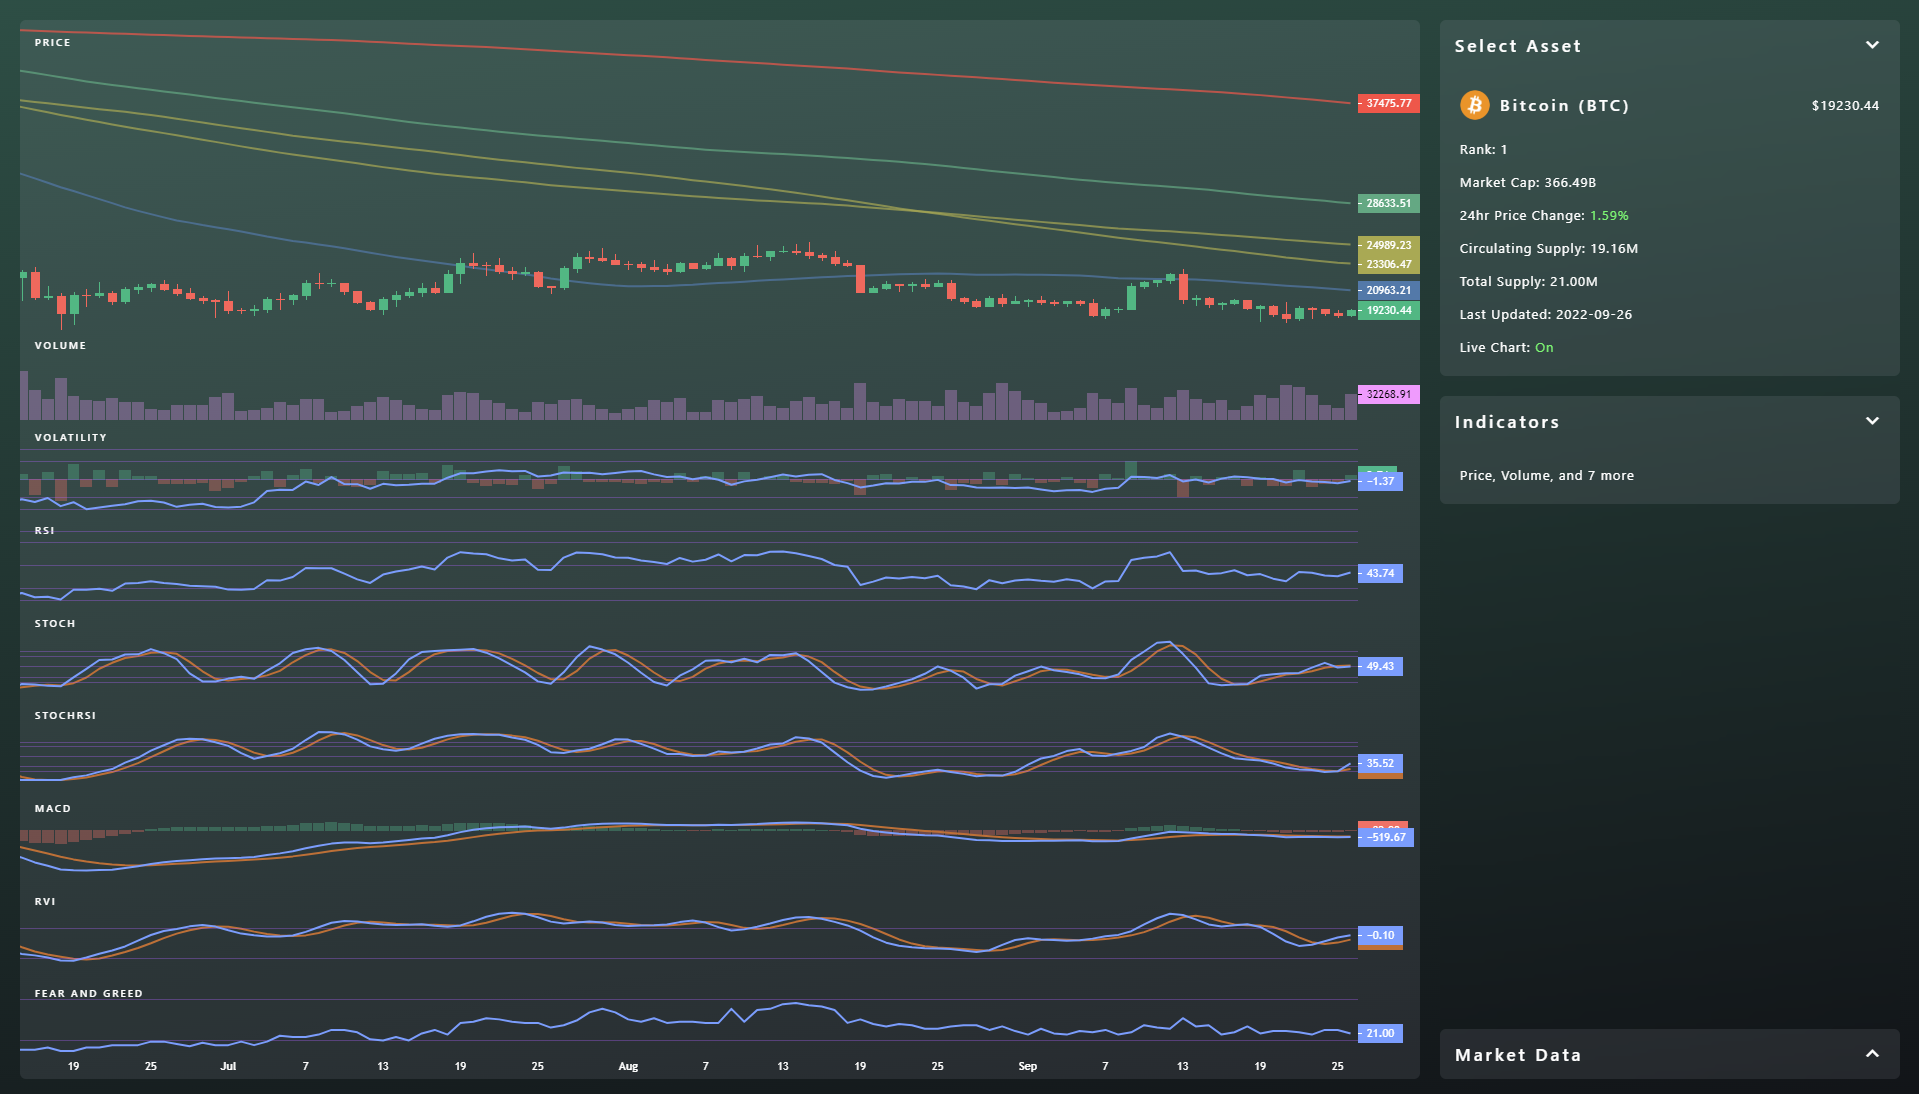 PRICE
37475.77
28633.51
24989.23
23306.47
20963.21
19230.44
VOLUME
32268.91
VOLATILITY
−1.37
RSI
43.74
STOCH
49.43
STOCHRSI
35.52
MACD
−519.67
RVI
−0.10
FEAR AND GREED
21.00
19 25 Jul 7 13 19 25 Aug 7 13 19 25 Sep 7 13 19 25
Select Asset
Bitcoin (BTC) $19230.44
Rank: 1
Market Cap: 366.49B
24hr Price Change: 1.59%
Circulating Supply: 19.16M
Total Supply: 21.00M
Last Updated: 2022-09-26
Live Chart: On
Indicators
Price, Volume, and 7 more
Market Data